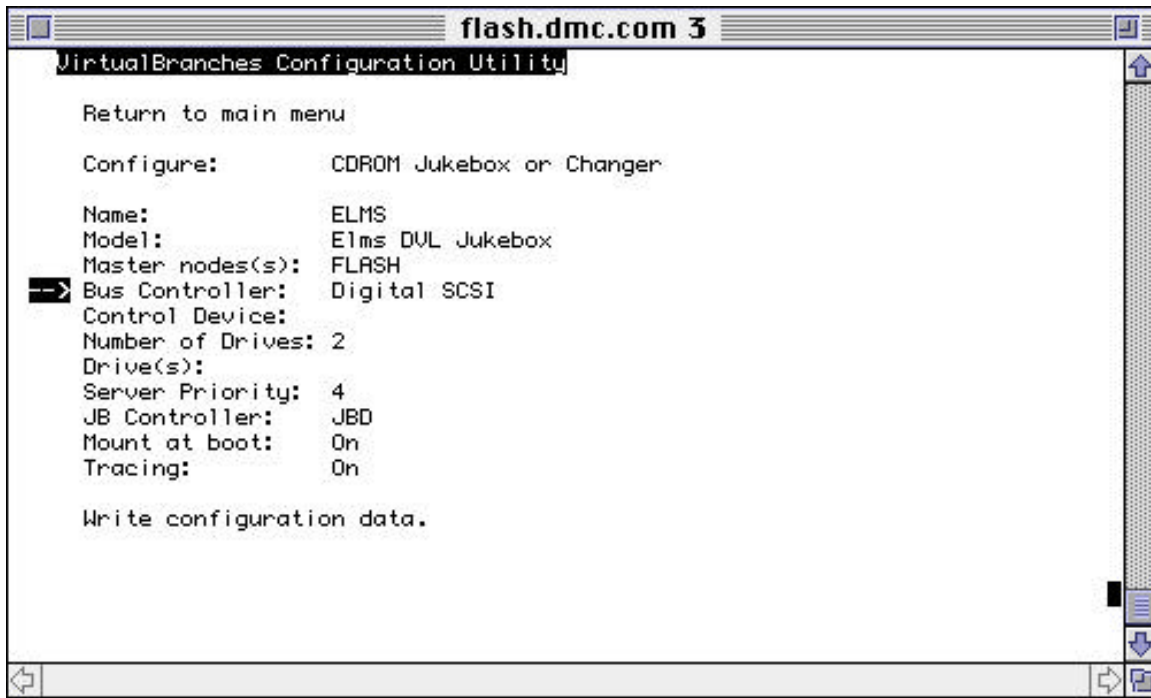 flash.dmc.com 3
VirtualBranches Configuration Utility
Return to main menu
Configure: CDROM Jukebox or Changer
Name: ELMS
Model: Elms DVL Jukebox
Master nodes(s): FLASH
--> Bus Controller: Digital SCSI
Control Device:
Number of Drives: 2
Drive(s):
Server Priority: 4
JB Controller: JBD
Mount at boot: On
Tracing: On
Write configuration data.